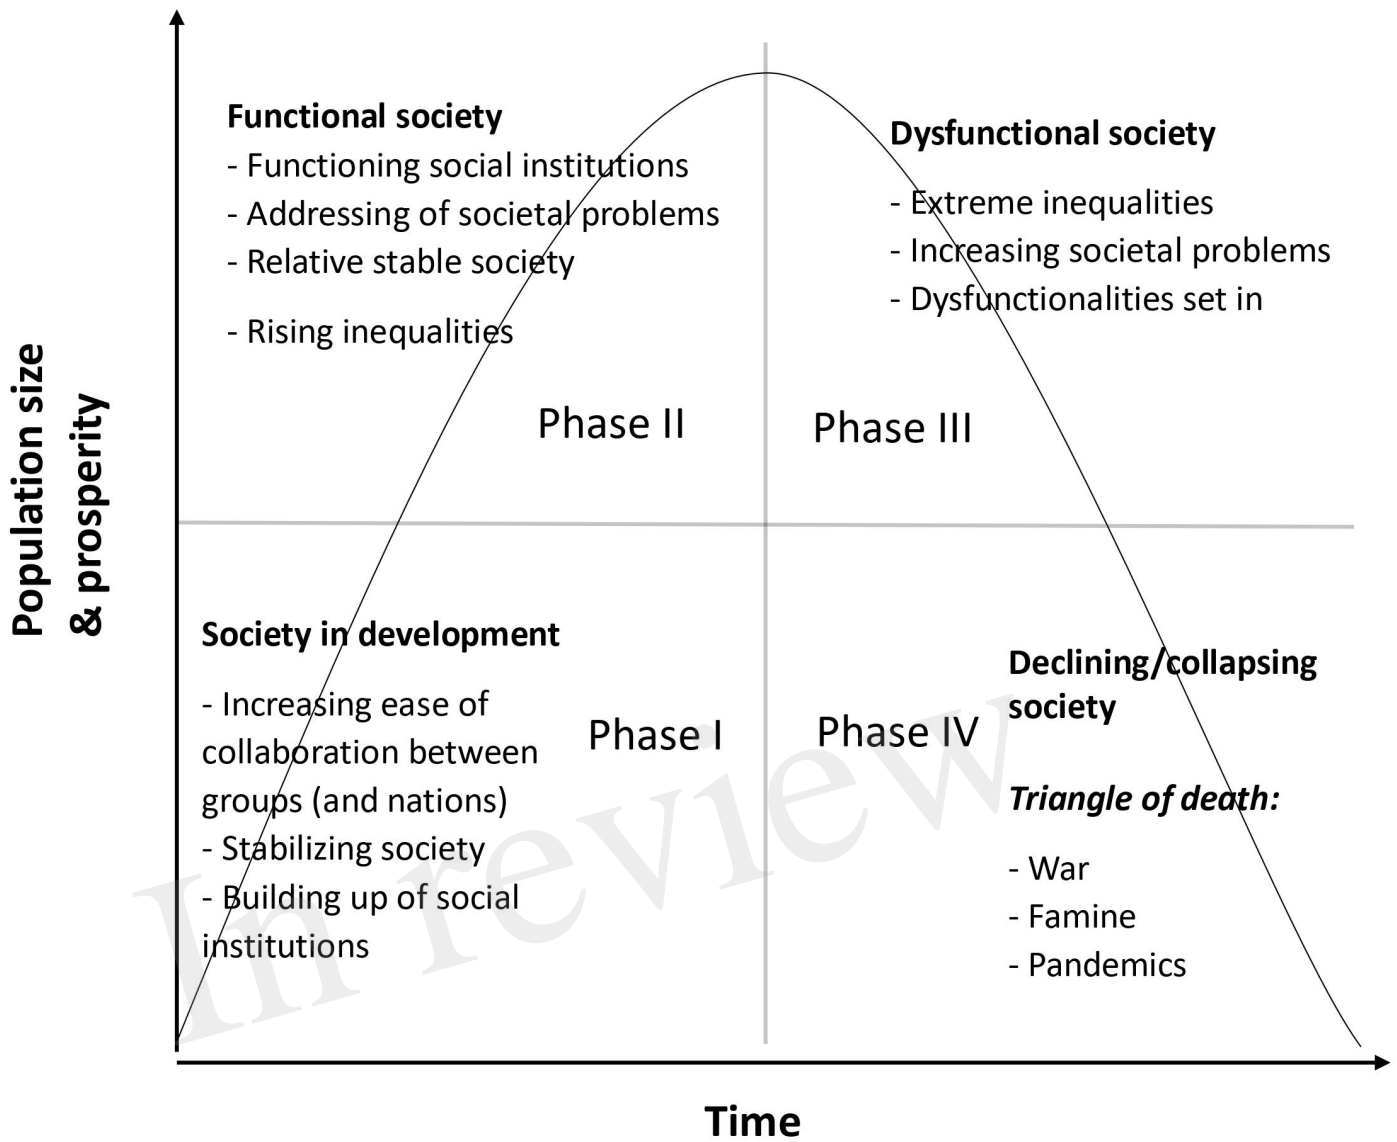 Functional society
- Functioning social institutions
- Addressing of societal problems
- Relative stable society
- Rising inequalities
Phase II
Dysfunctional society
- Extreme inequalities
- Increasing societal problems
- Dysfunctionalities set in
Phase III
Population size
& prosperity
Society in development
- Increasing ease of
collaboration between
groups (and nations)
- Stabilizing society
- Building up of social
institutions
Phase I
Phase IV
Declining/collapsing
society
Triangle of death:
- War
- Famine
- Pandemics
In review
Time